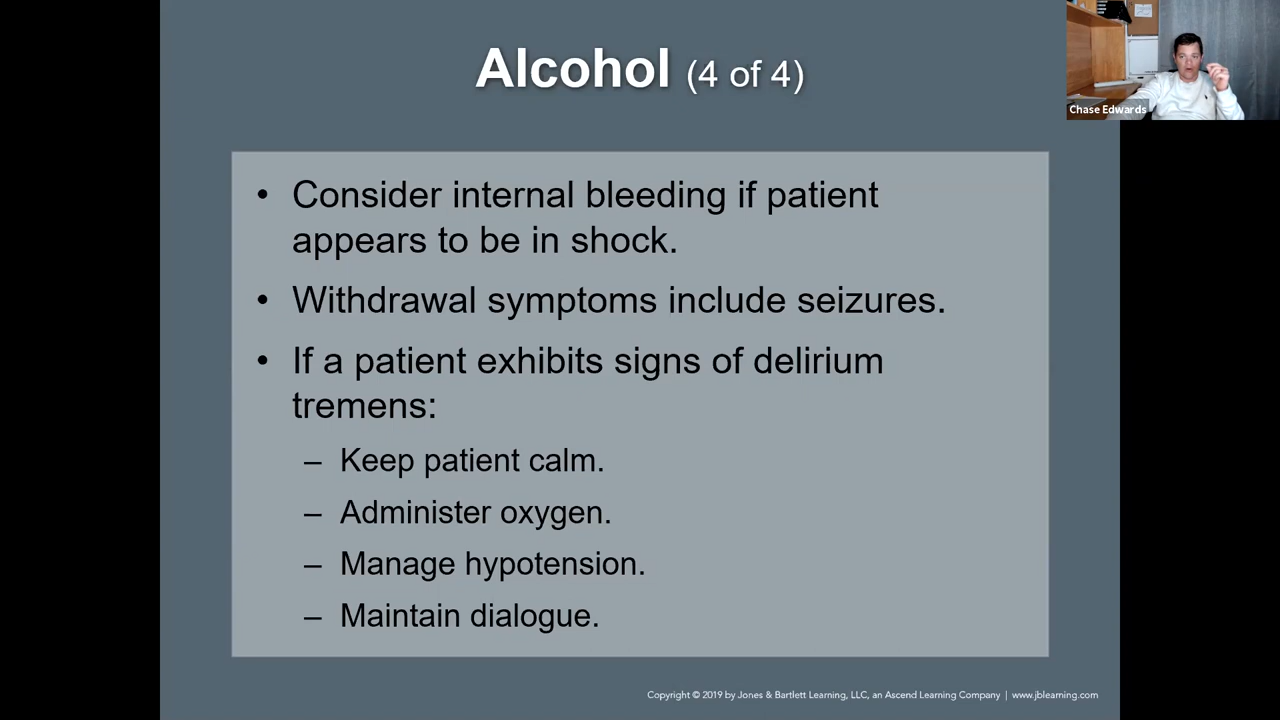 Alcohol (4 of 4)
Chase Edwards
• Consider internal bleeding if patient
appears to be in shock.
• Withdrawal symptoms include seizures.
• If a patient exhibits signs of delirium
tremens:
– Keep patient calm.
– Administer oxygen.
– Manage hypotension.
– Maintain dialogue.
Copyright © 2019 by Jones & Bartlett Learning, LLC, an Ascend Learning Company | www.jblearning.com